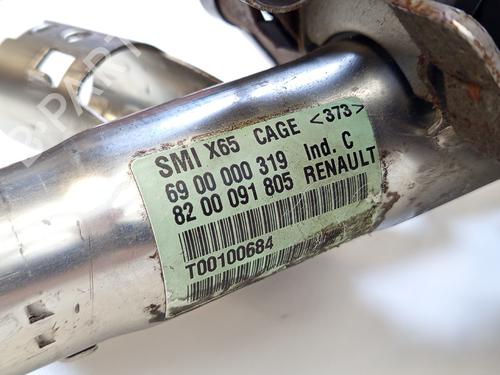 SMI X65 CAGE <373>
69 00 000 319 Ind. C
82 00 091 805 RENAULT
T00100684